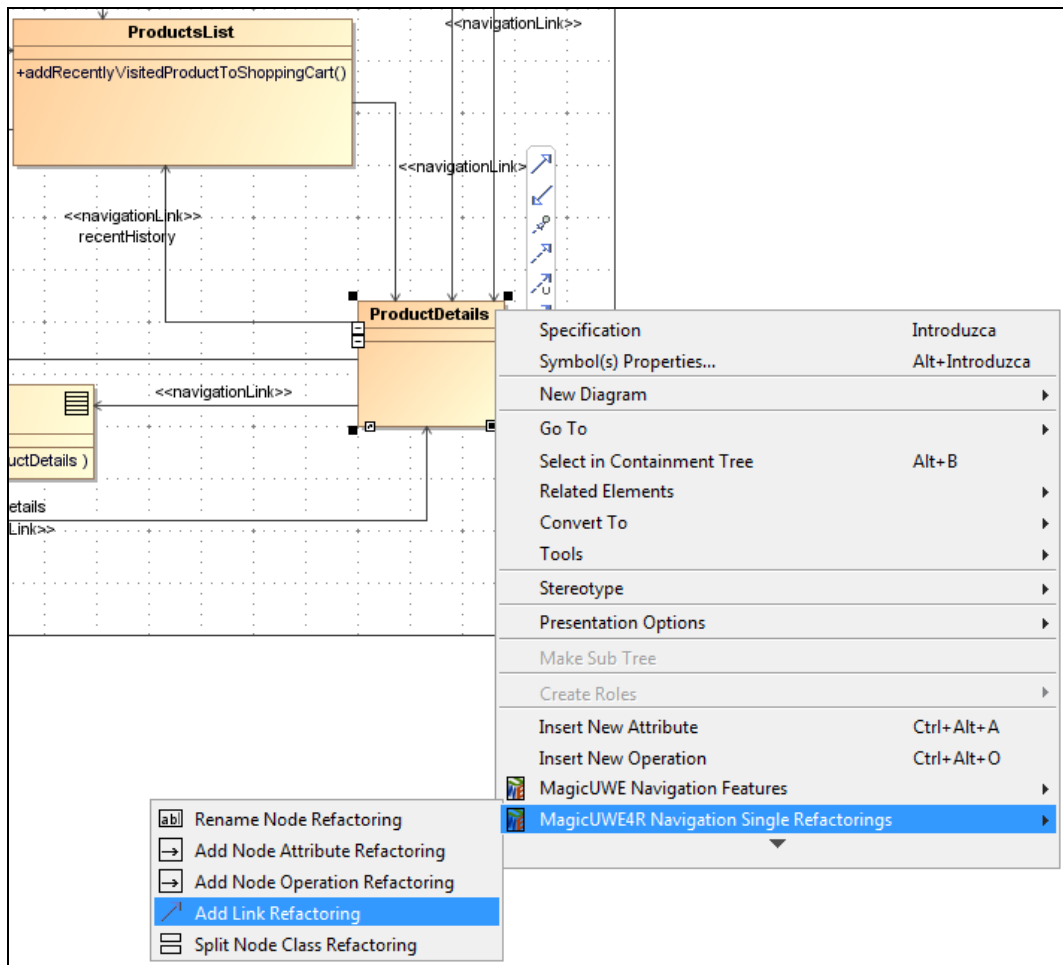 <<navigationLink>>
ProductsList
+addRecentlyVisitedProductToShoppingCart()
<<navigationLink>
<<navigationLink>>
recentHistory
ProductDetails
<<navigationLink>>
uctDetails )
etails
Link>>
Specification Introduzca
Symbol(s) Properties... Alt+Introduzca
New Diagram
Go To
Select in Containment Tree Alt+B
Related Elements
Convert To
Tools
Stereotype
Presentation Options
Make Sub Tree
Create Roles
Insert New Attribute Ctrl+Alt+A
Insert New Operation Ctrl+Alt+O
MagicUWE Navigation Features
MagicUWE4R Navigation Single Refactorings
Rename Node Refactoring
Add Node Attribute Refactoring
Add Node Operation Refactoring
Add Link Refactoring
Split Node Class Refactoring